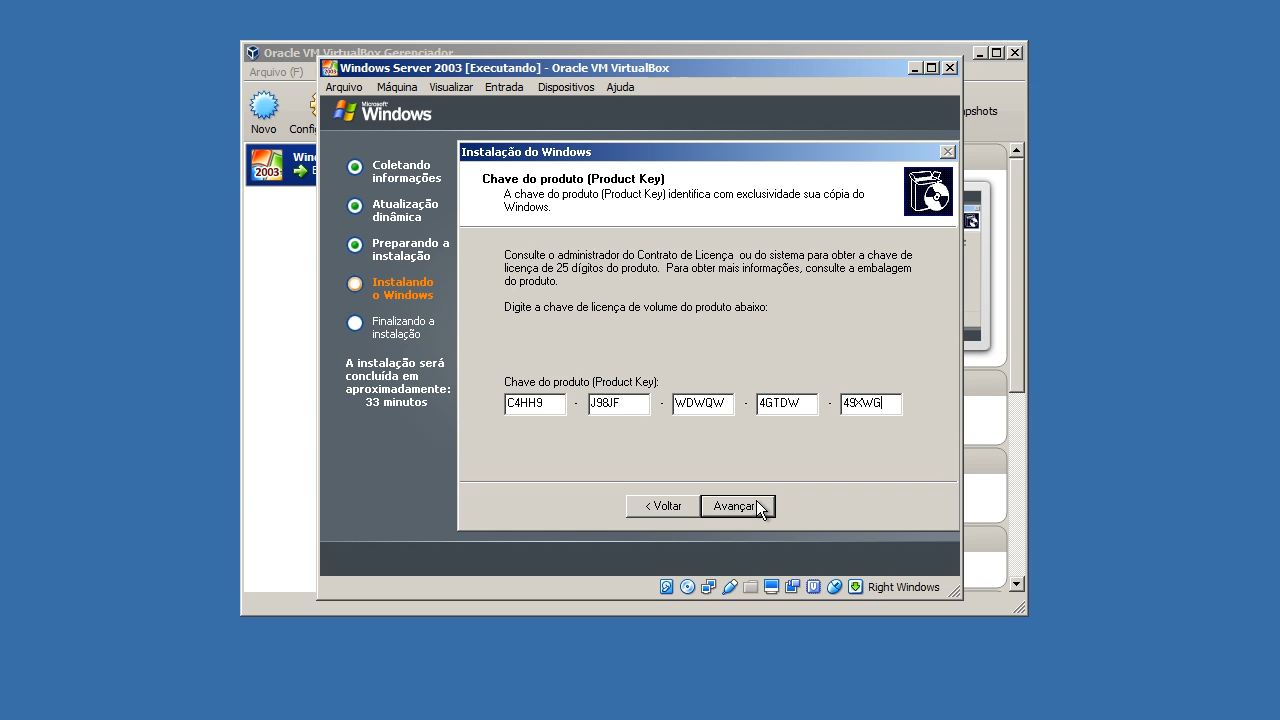 Oracle VM VirtualBox Gerenciador
Arquivo (F)
Novo
Windows Server 2003 [Executando] - Oracle VM VirtualBox
Arquivo Máquina Visualizar Entrada Dispositivos Ajuda
Microsoft
Windows
2003
Coletando
informações
Atualização
dinâmica
Preparando a
instalação
Instalando
o Windows
Finalizando a
instalação
A instalação será
concluída em
aproximadamente:
33 minutos
Instalação do Windows
Chave do produto (Product Key)
A chave do produto (Product Key) identifica com exclusividade sua cópia do
Windows.
Consulte o administrador do Contrato de Licença ou do sistema para obter a chave de
licença de 25 dígitos do produto. Para obter mais informações, consulte a embalagem
do produto.
Digite a chave de licença de volume do produto abaixo:
Chave do produto (Product Key):
C4HH9 - J98JF - WDWQW - 4GTDW - 49XWG
< Voltar Avançar
Right Windows